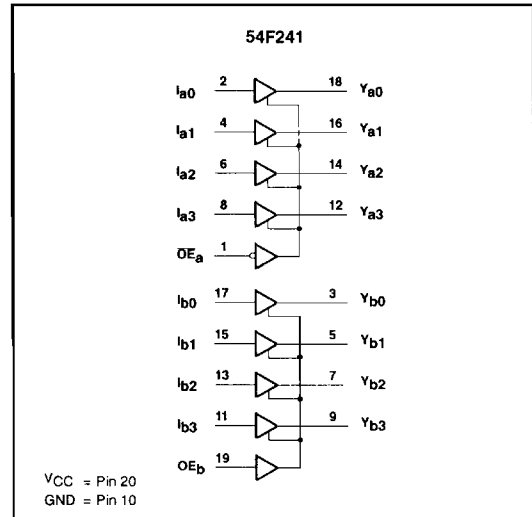 54F241
Ia0 2 18 Ya0
Ia1 4 16 Ya1
Ia2 6 14 Ya2
Ia3 8 12 Ya3
OEa 1
Ib0 17 3 Yb0
Ib1 15 5 Yb1
Ib2 13 7 Yb2
Ib3 11 9 Yb3
OEb 19
VCC = Pin 20
GND = Pin 10